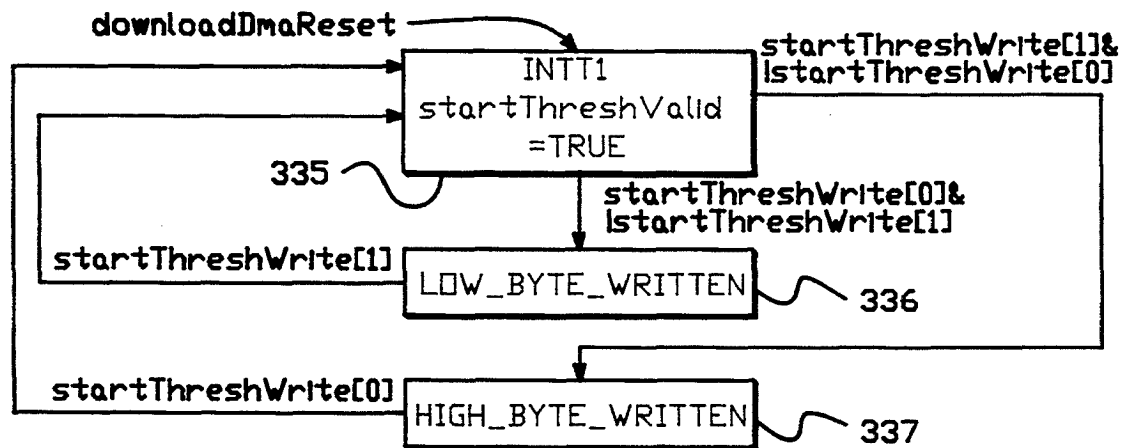 downloadDmaReset
startThreshWrite[1]&
!startThreshWrite[0]
INTT1
startThreshValid
=TRUE
335
startThreshWrite[0]&
!startThreshWrite[1]
startThreshWrite[1]
LOW_BYTE_WRITTEN
336
startThreshWrite[0]
HIGH_BYTE_WRITTEN
337